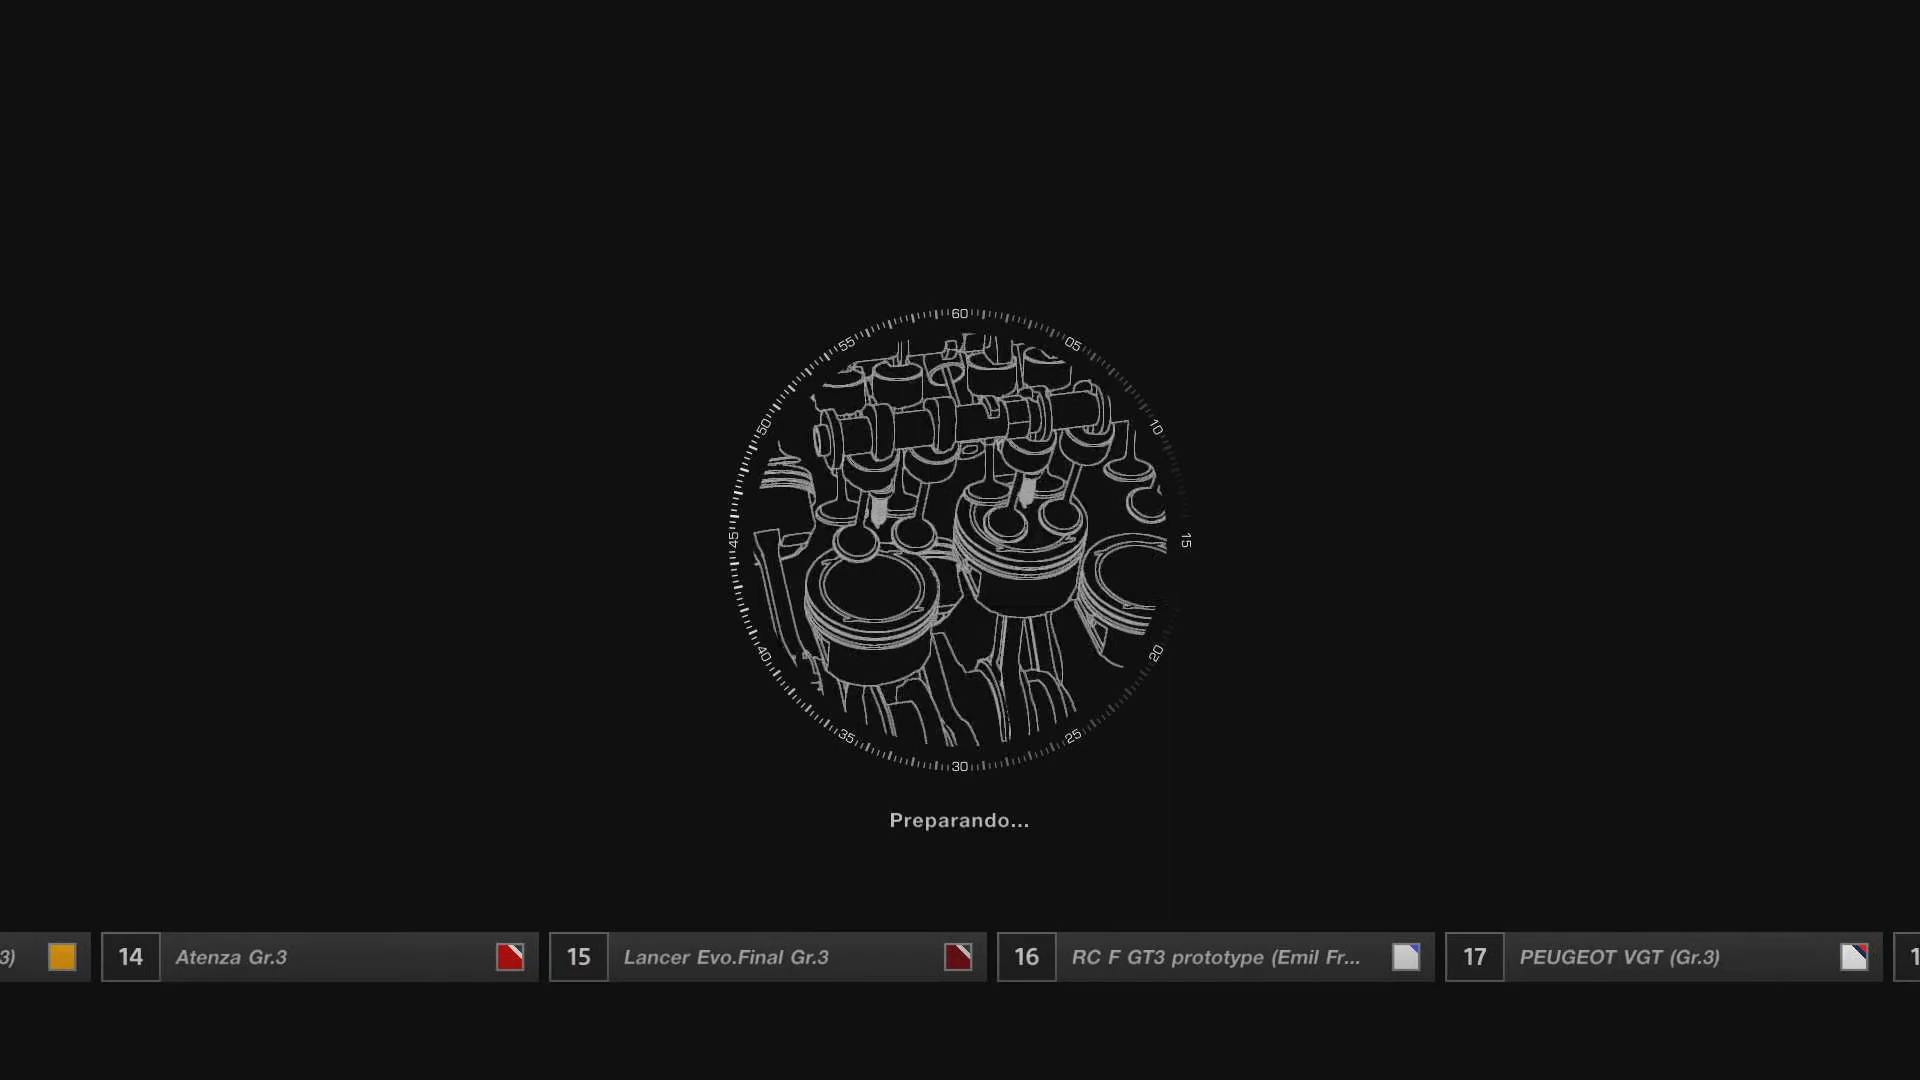 60
55
05
50
10
45
15
40
20
35
25
30
Preparando...
3)
14 Atenza Gr.3
15 Lancer Evo.Final Gr.3
16 RC F GT3 prototype (Emil Fr...
17 PEUGEOT VGT (Gr.3)
1